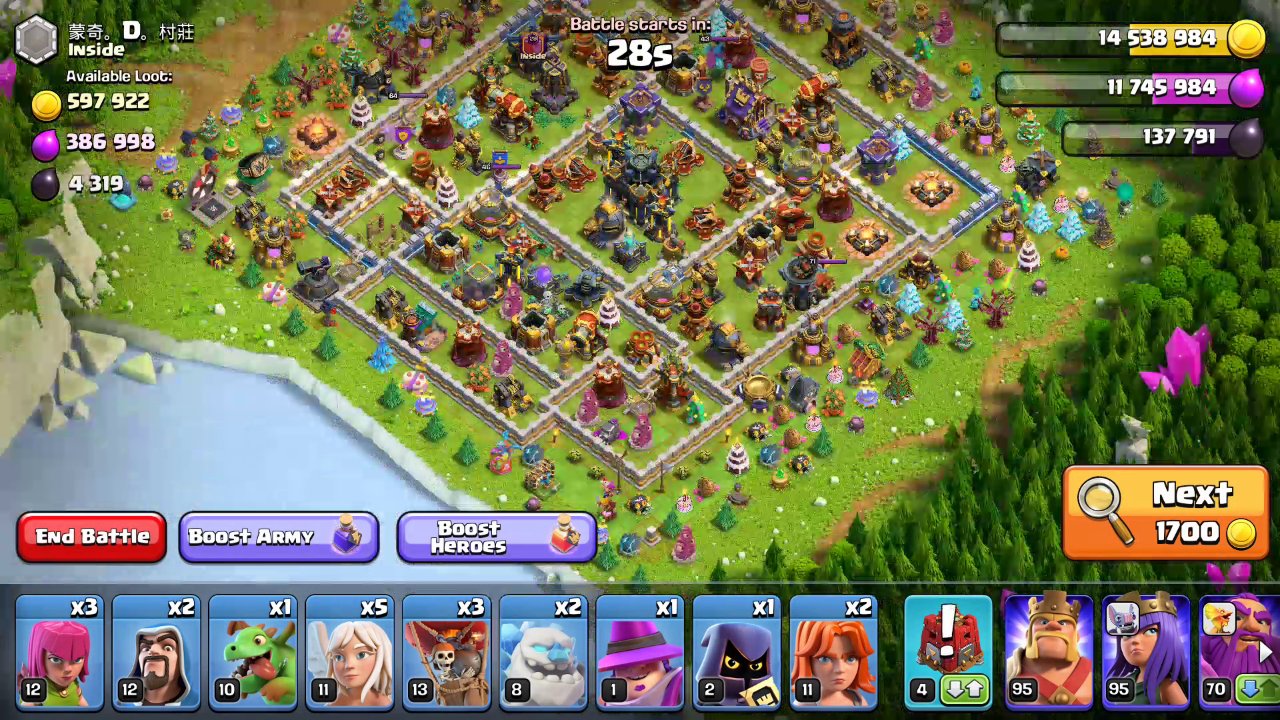 蒙奇。D。村莊
Inside
Available Loot:
597 922
386 998
4 319
Battle starts in:
28s
14 538 984
11 745 984
137 791
Inside
End Battle
Boost Army
Boost
Heroes
Next
1700
x3
x2
x1
x5
x3
x2
x1
x1
x2
12
12
10
11
13
8
1
2
11
4
95
95
70